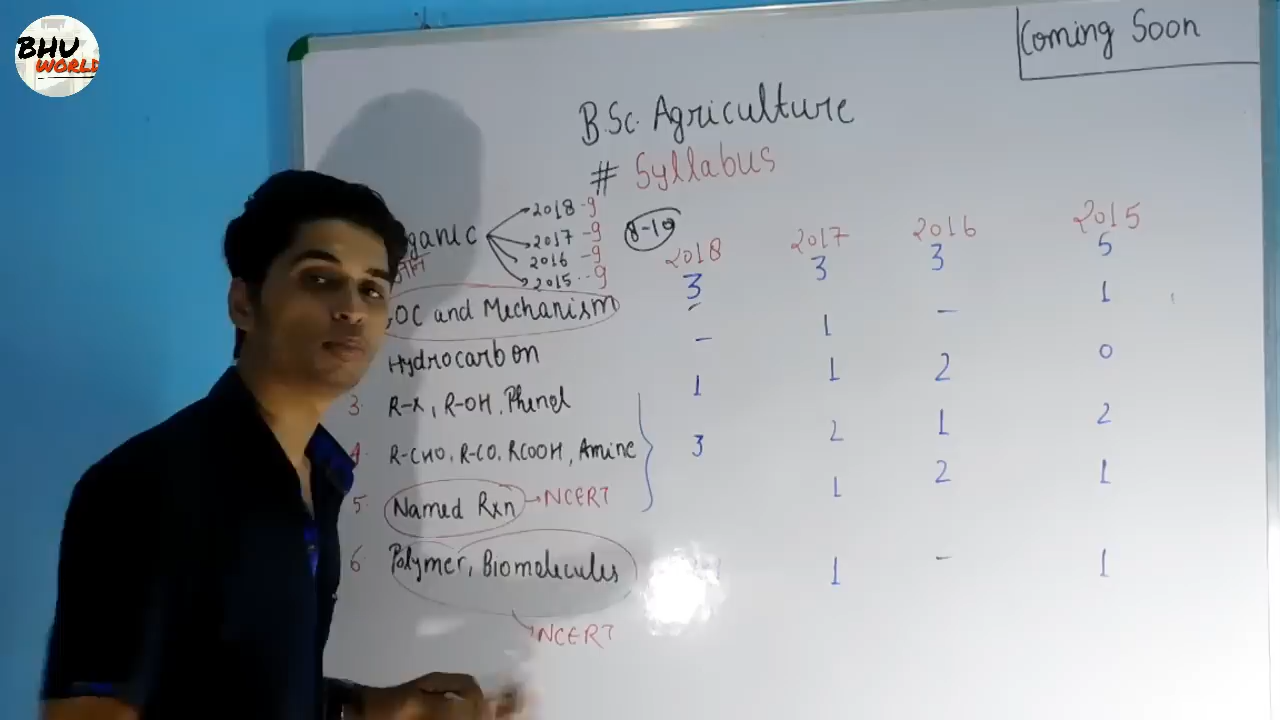 BHU
WORLD
Coming Soon
B.Sc. Agriculture
# Syllabus
ganic
2018 -9
2017 -9
2016 -9
2015 -- 9
8-10
2018 2017 2016 2015
3 3 3 5
OC and Mechanism
- 1 - 1
Hydrocarbon
1 1 2 0
3. R-X, R-OH, Phenol
3 2 1 2
4. R-CHO, R-CO, RCOOH, Amine
1 2 1
5. Named Rxn → NCERT
6. Polymer, Biomolecules 1 - 1
NCERT